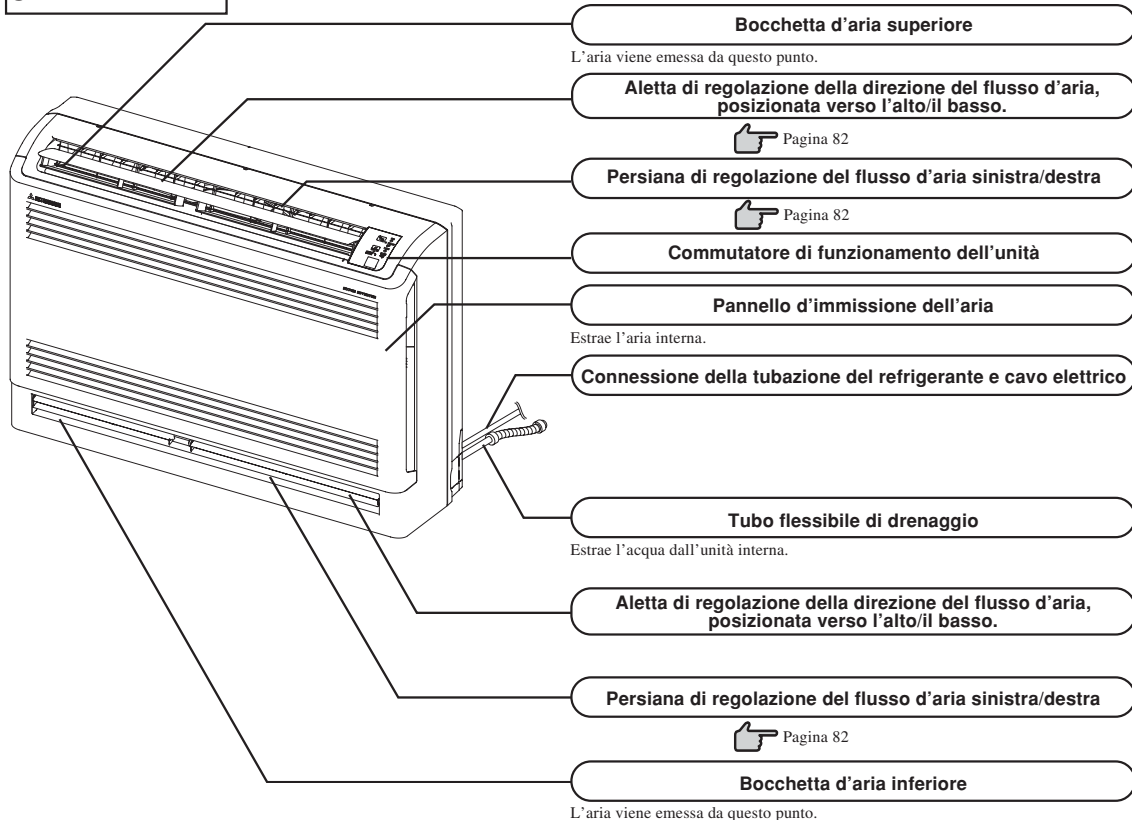 Bocchetta d'aria superiore
L'aria viene emessa da questo punto.
Aletta di regolazione della direzione del flusso d'aria,
posizionata verso l'alto/il basso.
Pagina 82
Persiana di regolazione del flusso d'aria sinistra/destra
Pagina 82
Commutatore di funzionamento dell'unità
Pannello d'immissione dell'aria
Estrae l'aria interna.
Connessione della tubazione del refrigerante e cavo elettrico
Tubo flessibile di drenaggio
Estrae l'acqua dall'unità interna.
Aletta di regolazione della direzione del flusso d'aria,
posizionata verso l'alto/il basso.
Persiana di regolazione del flusso d'aria sinistra/destra
Pagina 82
Bocchetta d'aria inferiore
L'aria viene emessa da questo punto.